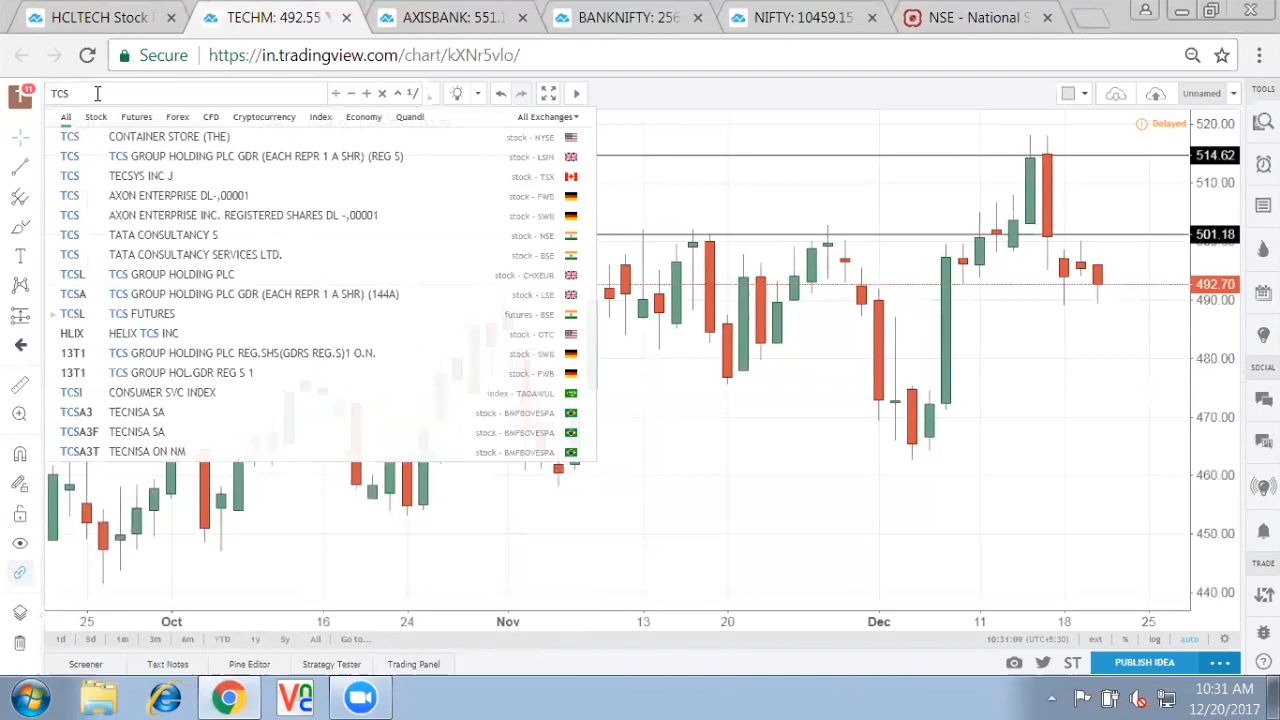 HCLTECH Stock
TECHM: 492.55
AXISBANK: 551.1
BANKNIFTY: 256
NIFTY: 10459.15
NSE - National S
Secure
https://in.tradingview.com/chart/kXNr5vlo/
11
TCS
Unnamed
TOOLS
All Stock Futures Forex CFD Cryptocurrency Index Economy Quandl All Exchanges
TCS CONTAINER STORE (THE) stock - NYSE
TCS TCS GROUP HOLDING PLC GDR (EACH REPR 1 A SHR) (REG S) stock - LSIN
TCS TECSYS INC J stock - TSX
TCS AXON ENTERPRISE DL-,00001 stock - FWB
TCS AXON ENTERPRISE INC. REGISTERED SHARES DL -,00001 stock - SWB
TCS TATA CONSULTANCY S stock - NSE
TCS TATA CONSULTANCY SERVICES LTD. stock - BSE
TCSL TCS GROUP HOLDING PLC stock - CHXEUR
TCSA TCS GROUP HOLDING PLC GDR (EACH REPR 1 A SHR) (144A) stock - LSE
TCSL TCS FUTURES futures - BSE
HLIX HELIX TCS INC stock - OTC
13T1 TCS GROUP HOLDING PLC REG.SHS(GDRS REG.S)1 O.N. stock - SWB
13T1 TCS GROUP HOL.GDR REG S 1 stock - FWB
TCSI CONSUMER SVC INDEX index - TADAWUL
TCSA3 TECNISA SA stock - BMFBOVESPA
TCSA3F TECNISA SA stock - BMFBOVESPA
TCSA3T TECNISA ON NM stock - BMFBOVESPA
Delayed
520.00
514.62
510.00
501.18
492.70
490.00
480.00
470.00
460.00
450.00
440.00
SOCIAL
TRADE
25 Oct 16 24 Nov 13 20 Dec 11 18 25
1d 5d 1m 3m 6m YTD 1y 5y All Go to...
10:31:09 (UTC+5:30) ext % log auto
Screener Text Notes Pine Editor Strategy Tester Trading Panel
ST PUBLISH IDEA
10:31 AM
12/20/2017